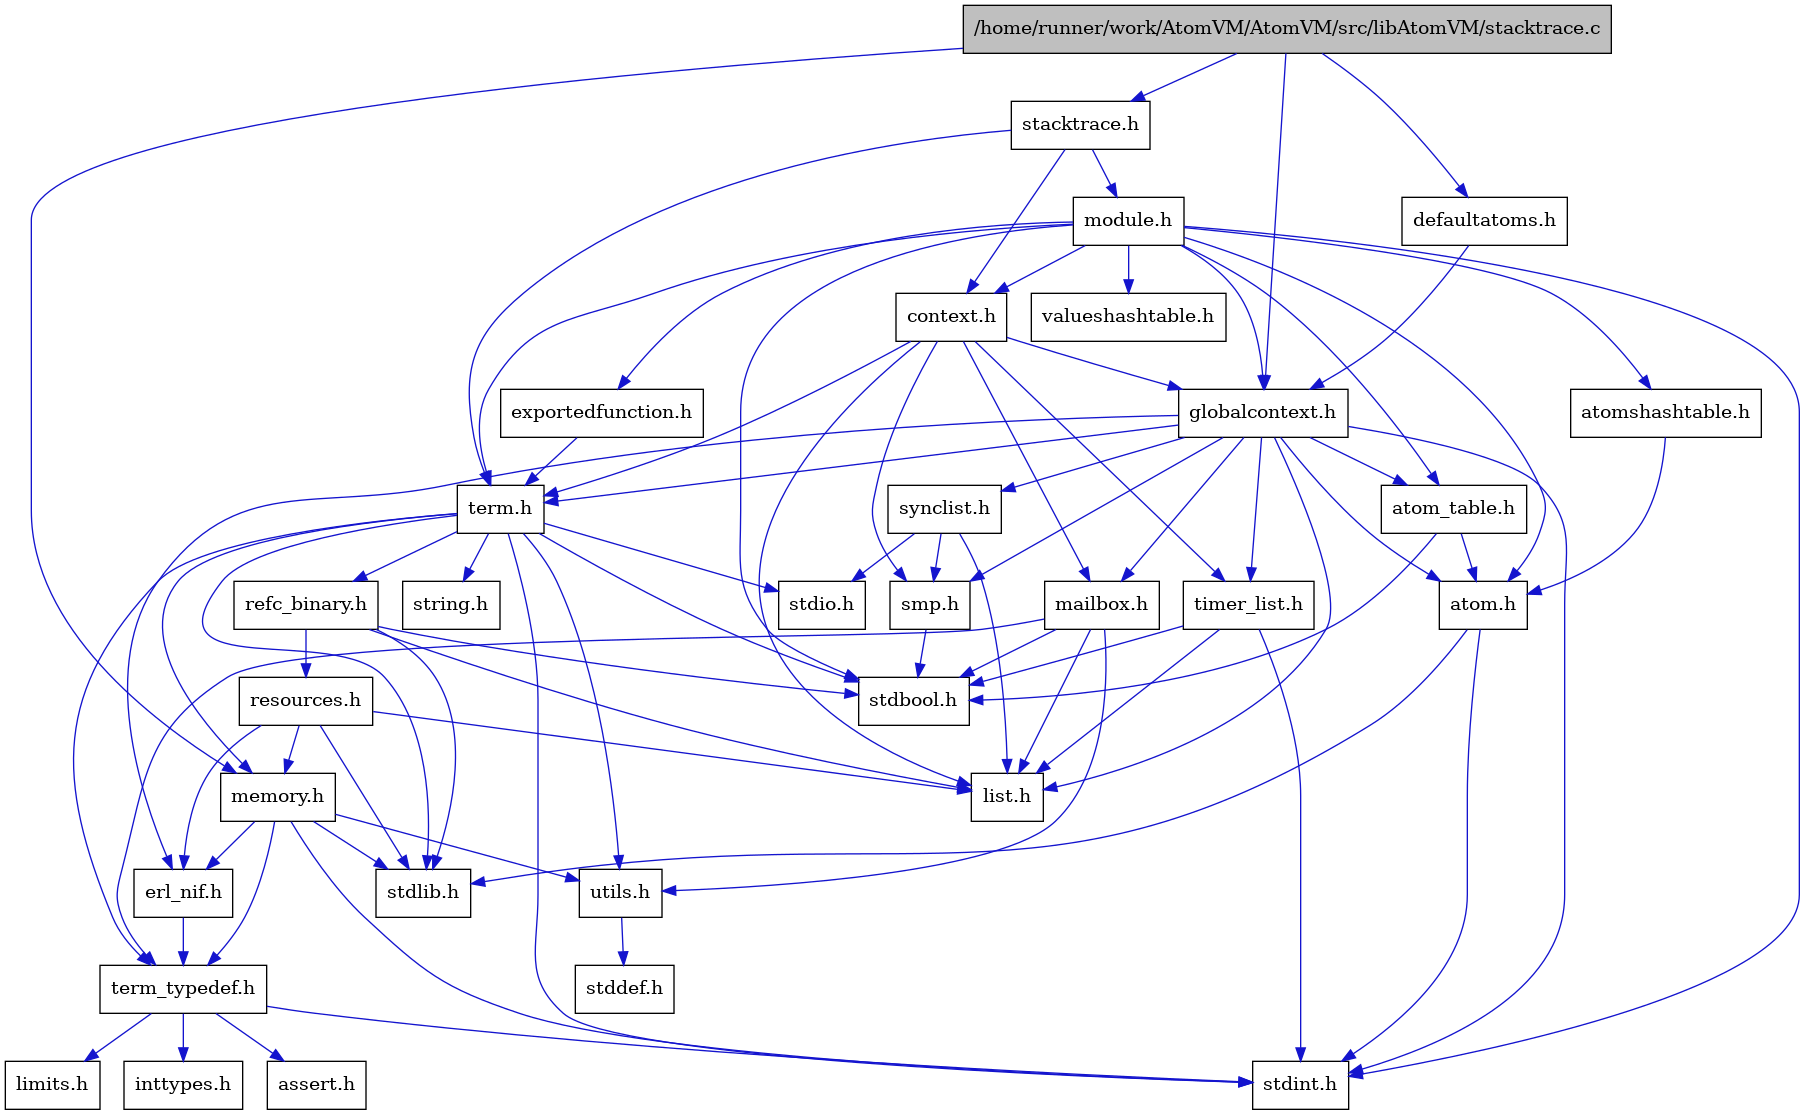 /home/runner/work/AtomVM/AtomVM/src/libAtomVM/stacktrace.c
stacktrace.h
module.h
defaultatoms.h
context.h
valueshashtable.h
exportedfunction.h
globalcontext.h
atomshashtable.h
term.h
synclist.h
atom_table.h
refc_binary.h
string.h
stdio.h
smp.h
mailbox.h
timer_list.h
atom.h
resources.h
stdbool.h
memory.h
list.h
erl_nif.h
stdlib.h
utils.h
term_typedef.h
stddef.h
limits.h
inttypes.h
assert.h
stdint.h